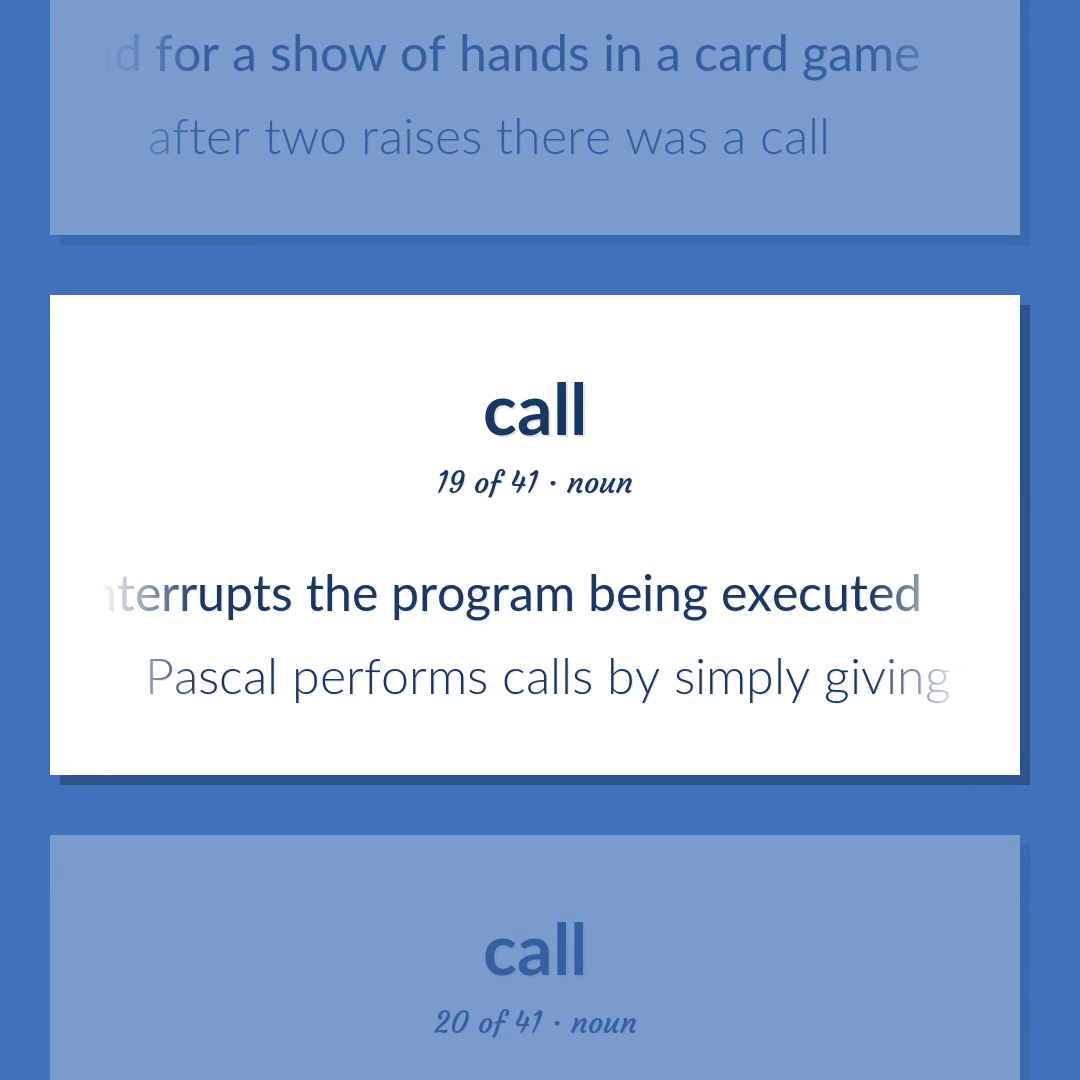 for a show of hands in a card game
after two raises there was a call
call
19 of 41 · noun
the program being executed
Pascal performs calls by simply giving
call
20 of 41 · noun